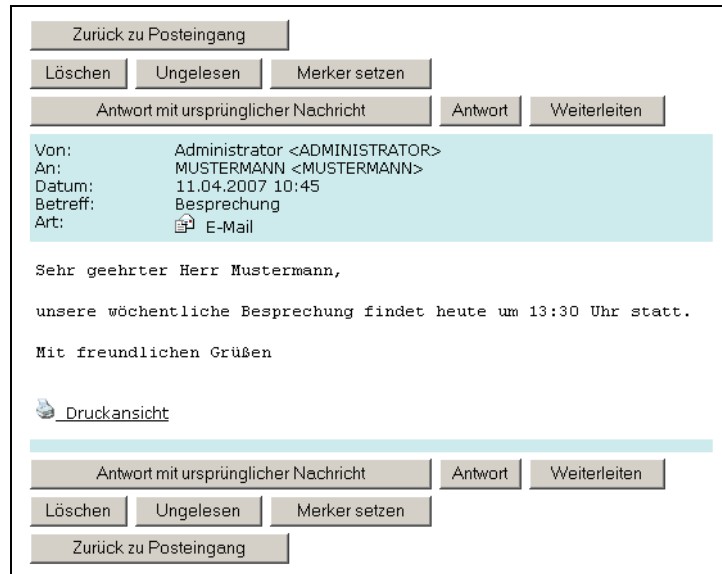 Zurück zu Posteingang
Löschen Ungelesen Merker setzen
Antwort mit ursprünglicher Nachricht Antwort Weiterleiten
Von: Administrator <ADMINISTRATOR>
An: MUSTERMANN <MUSTERMANN>
Datum: 11.04.2007 10:45
Betreff: Besprechung
Art: E-Mail
Sehr geehrter Herr Mustermann,
unsere wöchentliche Besprechung findet heute um 13:30 Uhr statt.
Mit freundlichen Grüßen
Druckansicht
Antwort mit ursprünglicher Nachricht Antwort Weiterleiten
Löschen Ungelesen Merker setzen
Zurück zu Posteingang